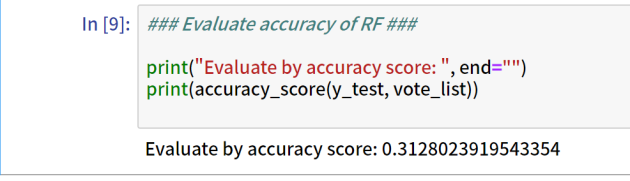 In [9]: ### Evaluate accuracy of RF ###
print("Evaluate by accuracy score: ", end="")
print(accuracy_score(y_test, vote_list))
Evaluate by accuracy score: 0.3128023919543354